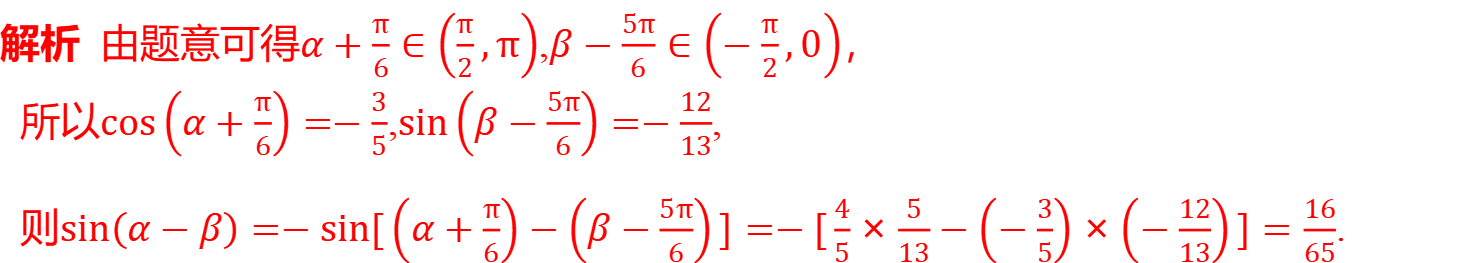 解析 由题意可得α + π/6 ∈ (π/2, π),β − 5π/6 ∈ (−π/2, 0),
所以cos(α + π/6) =−3/5,sin(β − 5π/6) =−12/13,
则sin(α − β) =− sin[(α + π/6) − (β − 5π/6)] =− [4/5 × 5/13 − (−3/5) × (−12/13)] = 16/65.